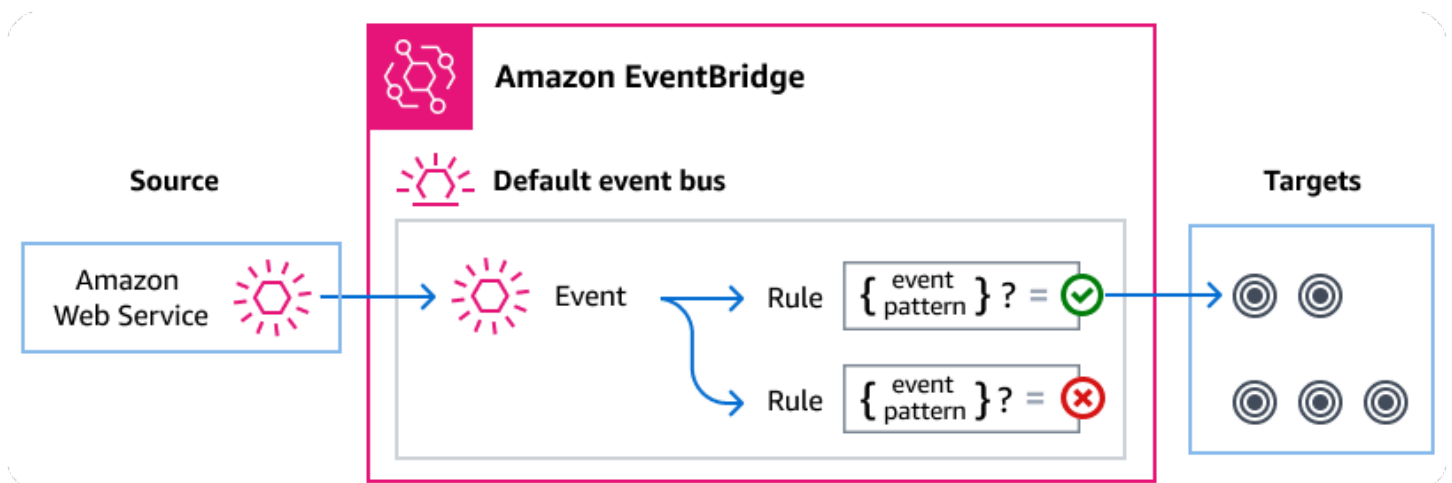 Amazon EventBridge
Source
Default event bus
Targets
Amazon
Web Service
Event
Rule
{ event
pattern } ? =
Rule
{ event
pattern } ? =